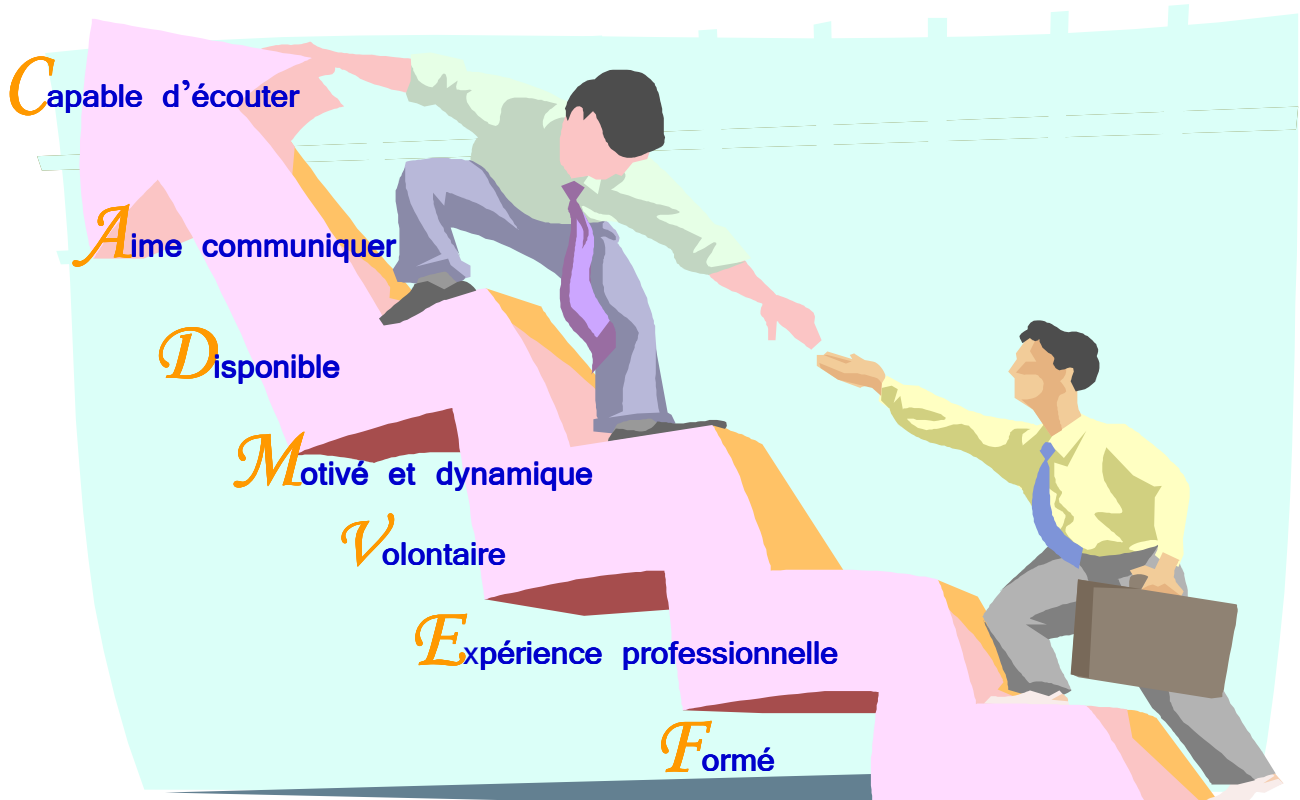 Capable d'écouter
Aime communiquer
Disponible
Motivé et dynamique
Volontaire
Expérience professionnelle
Formé